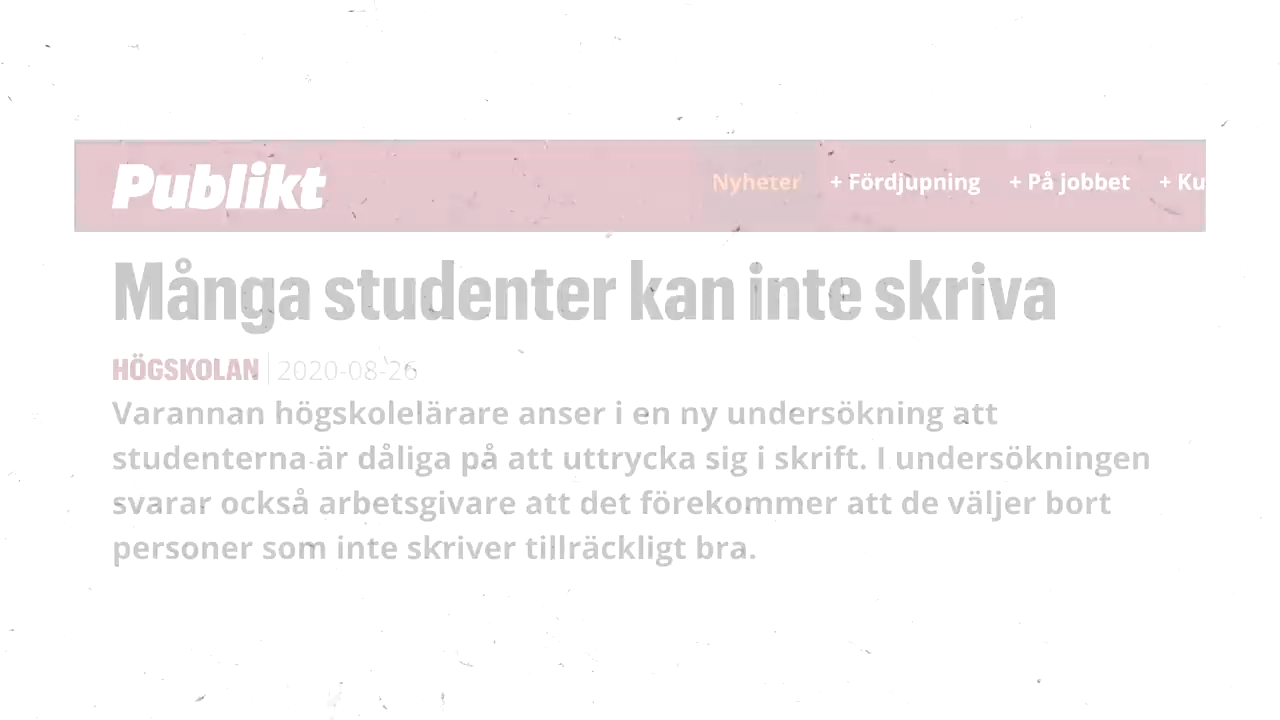 Publikt
Nyheter + Fördjupning + På jobbet + Ku
Många studenter kan inte skriva
HÖGSKOLAN | 2020-08-26
Varannan högskolelärare anser i en ny undersökning att
studenterna är dåliga på att uttrycka sig i skrift. I undersökningen
svarar också arbetsgivare att det förekommer att de väljer bort
personer som inte skriver tillräckligt bra.